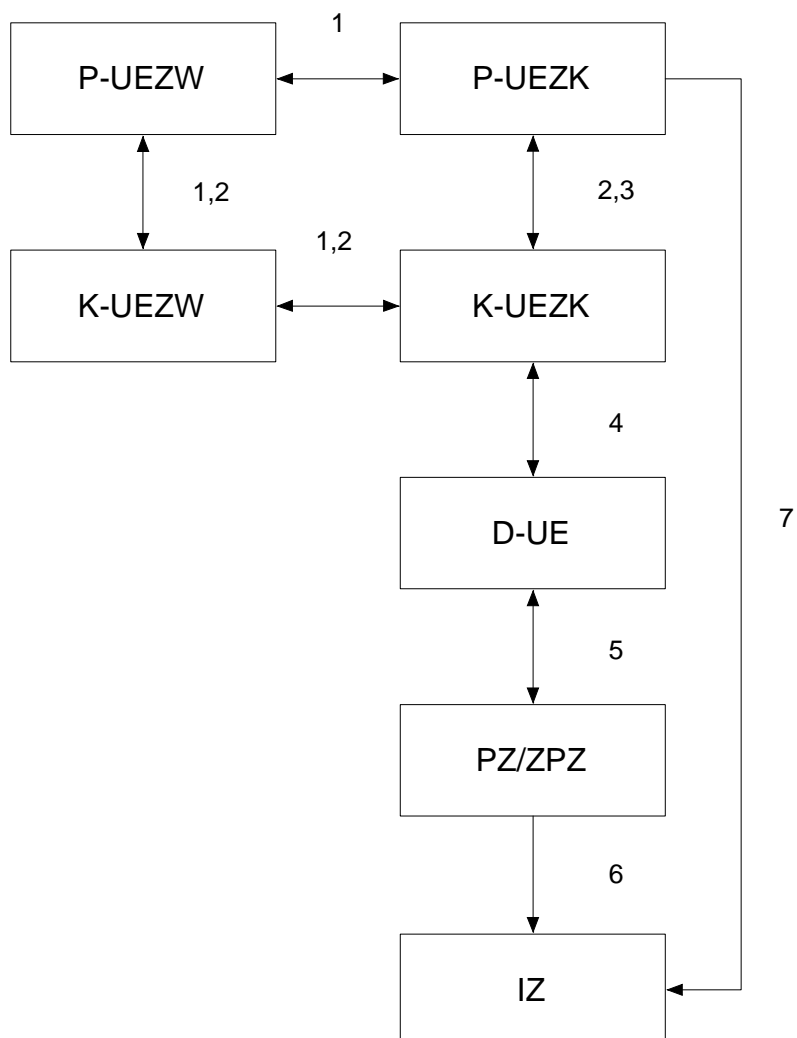 1
P-UEZW
P-UEZK
1,2
2,3
1,2
K-UEZW
K-UEZK
4
D-UE
7
5
PZ/ZPZ
6
IZ